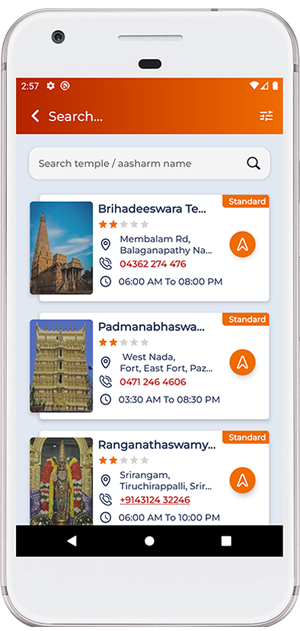 2:57
Search...
Search temple / aasharm name
Standard
Brihadeeswara Te...
Membalam Rd,
Balaganapathy Na...
04362 274 476
06:00 AM To 08:00 PM
Standard
Padmanabhaswa...
West Nada,
Fort, East Fort, Paz...
0471 246 4606
03:30 AM To 08:30 PM
Standard
Ranganathaswamy...
Srirangam,
Tiruchirappalli, Srir...
+9143124 32246
06:00 AM To 10:00 PM